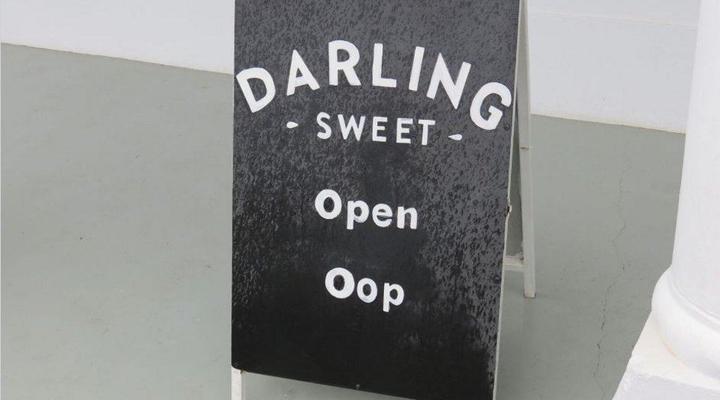 DARLING
- SWEET -
Open
Oop